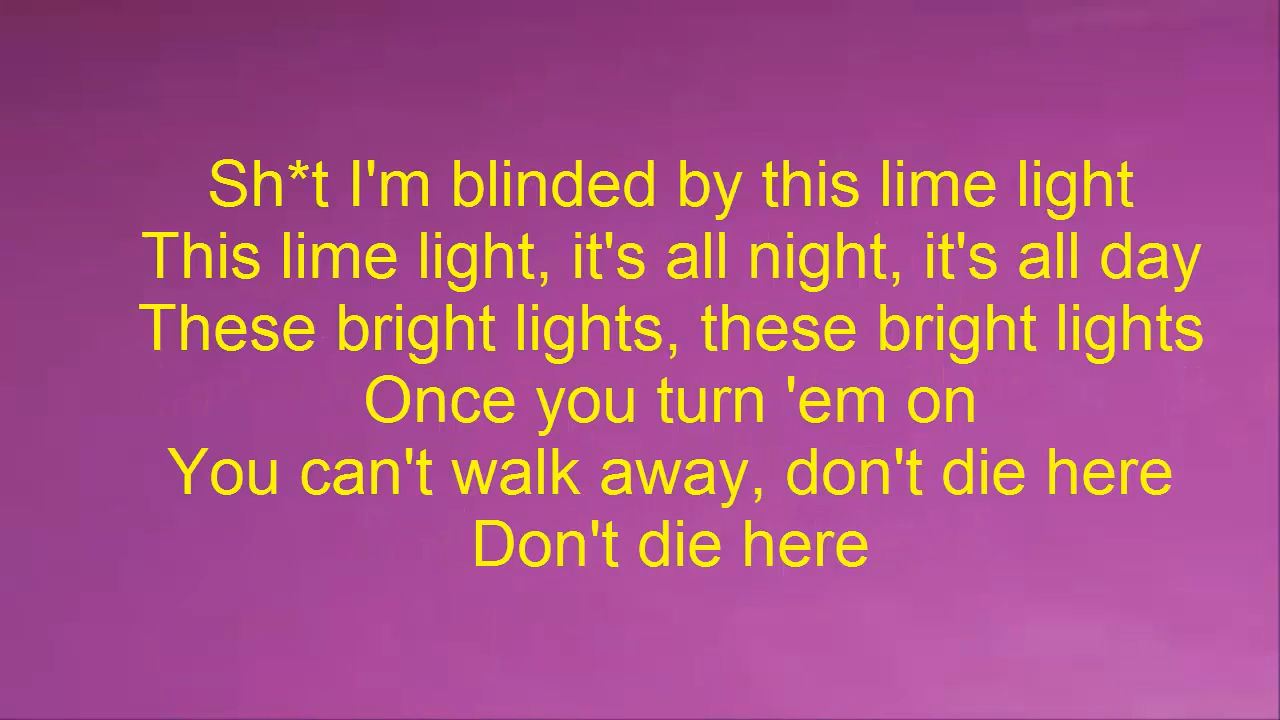 Sh*t I'm blinded by this lime light
This lime light, it's all night, it's all day
These bright lights, these bright lights
Once you turn 'em on
You can't walk away, don't die here
Don't die here